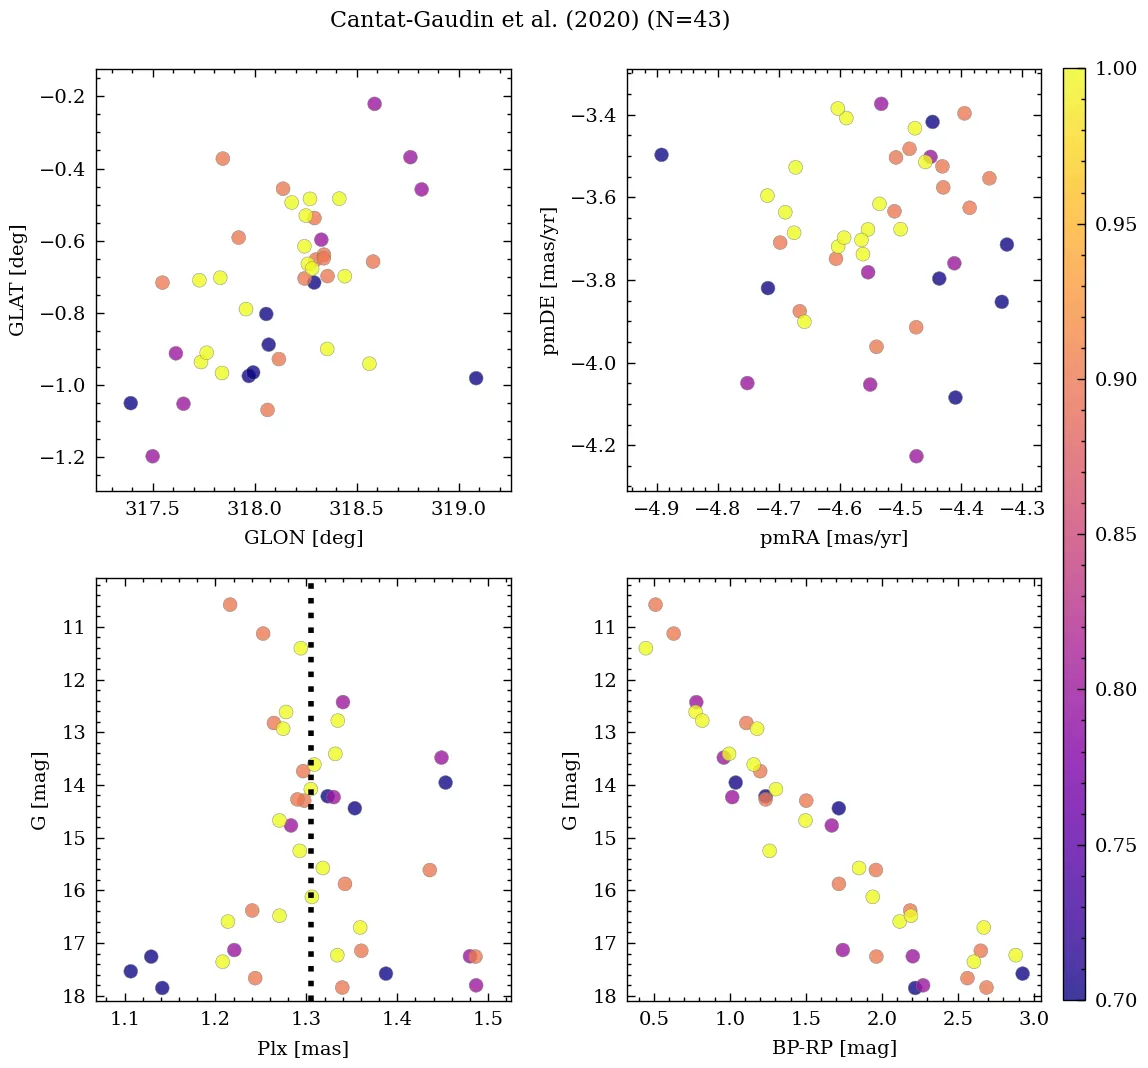 Cantat-Gaudin et al. (2020) (N=43)
−0.2
−0.4
−0.6
−0.8
−1.0
−1.2
GLAT [deg]
317.5 318.0 318.5 319.0
GLON [deg]
−3.4
−3.6
−3.8
−4.0
−4.2
pmDE [mas/yr]
−4.9 −4.8 −4.7 −4.6 −4.5 −4.4 −4.3
pmRA [mas/yr]
11
12
13
14
15
16
17
18
G [mag]
1.1 1.2 1.3 1.4 1.5
Plx [mas]
11
12
13
14
15
16
17
18
G [mag]
0.5 1.0 1.5 2.0 2.5 3.0
BP-RP [mag]
1.00
0.95
0.90
0.85
0.80
0.75
0.70